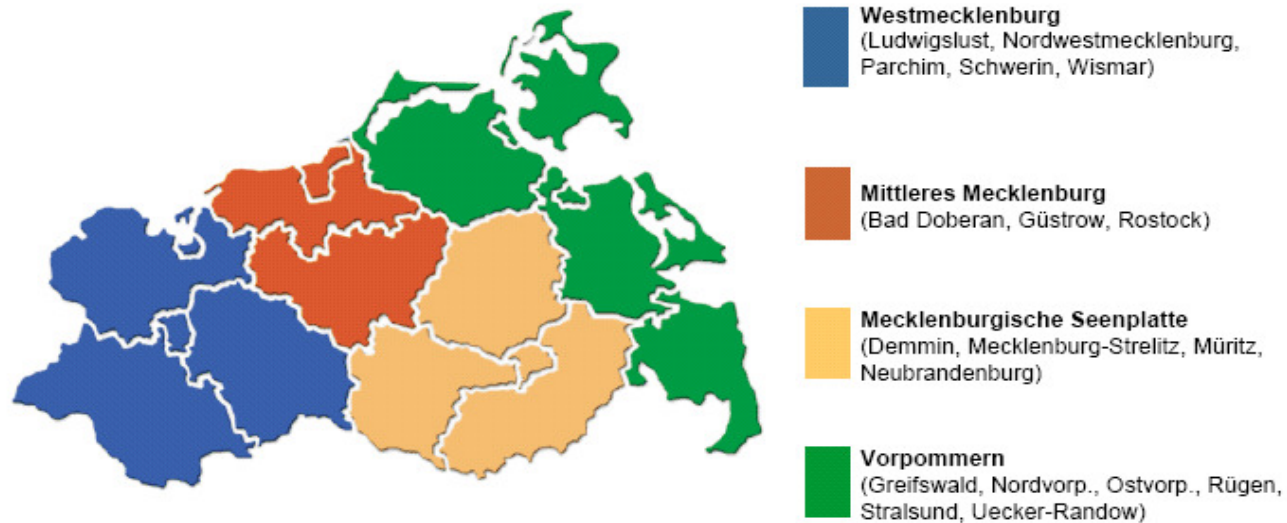 Westmecklenburg
(Ludwigslust, Nordwestmecklenburg,
Parchim, Schwerin, Wismar)
Mittleres Mecklenburg
(Bad Doberan, Güstrow, Rostock)
Mecklenburgische Seenplatte
(Demmin, Mecklenburg-Strelitz, Müritz,
Neubrandenburg)
Vorpommern
(Greifswald, Nordvorp., Ostvorp., Rügen,
Stralsund, Uecker-Randow)